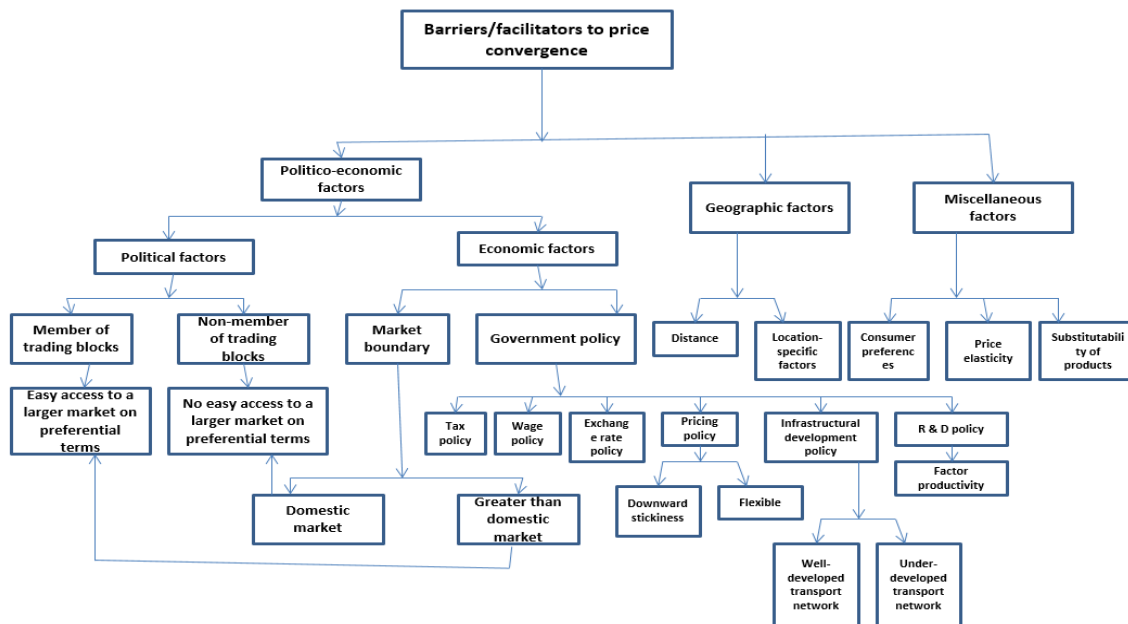 Barriers/facilitators to price
convergence
Politico-economic
factors
Geographic factors
Miscellaneous
factors
Political factors
Economic factors
Member of
trading blocks
Non-member
of trading
blocks
Market
boundary
Government policy
Distance
Location-
specific
factors
Consumer
preferenc
es
Price
elasticity
Substitutabili
ty of
products
Easy access to a
larger market on
preferential
terms
No easy access to a
larger market on
preferential terms
Tax
policy
Wage policy
Exchang
e rate
policy
Pricing
policy
Infrastructural
development
policy
R & D policy
Factor
productivity
Domestic
market
Greater than
domestic
market
Downward
stickiness
Flexible
Well-
developed
transport
network
Under-
developed
transport
network